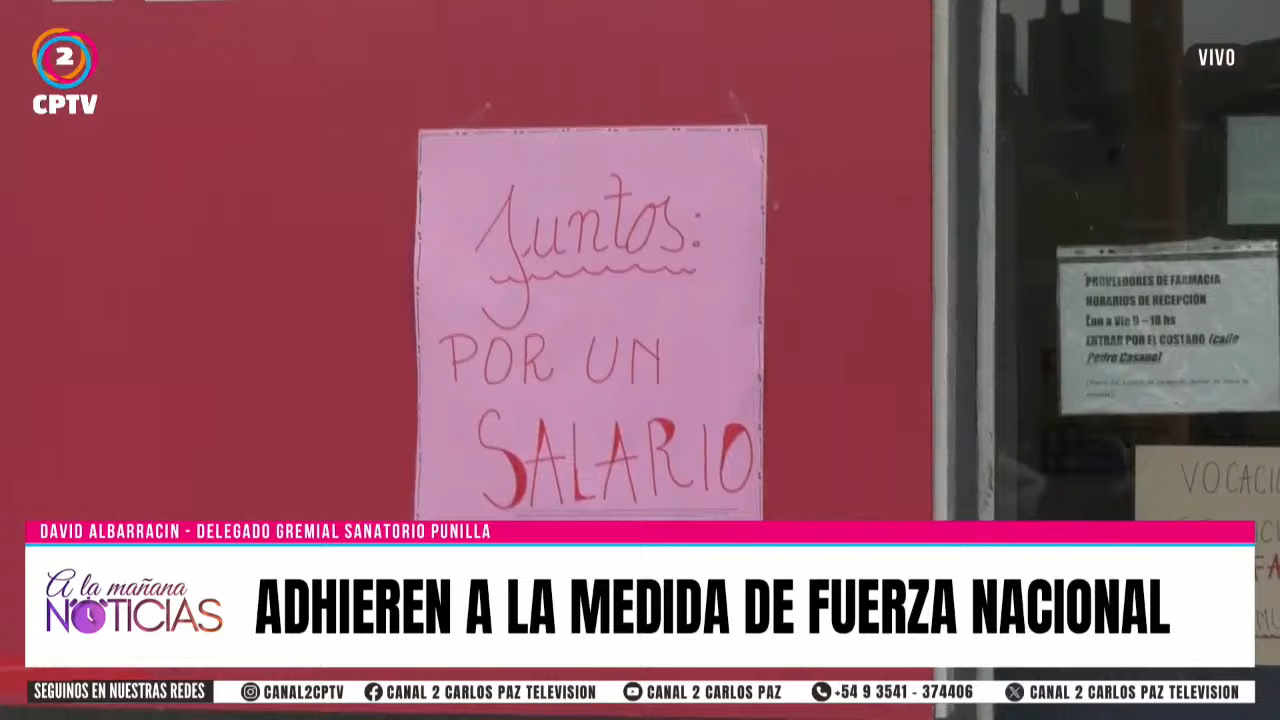 2
CPTV
VIVO
Juntos:
POR UN
SALARIO
PROVEEDORES DE FARMACIA
HORARIOS DE RECEPCIÓN
Lun a Vie 9 - 18 hs
ENTRAR POR EL COSTADO (calle
Pedro Casano)
VOCACIO
DAVID ALBARRACIN - DELEGADO GREMIAL SANATORIO PUNILLA
A la mañana
NOTICIAS
ADHIEREN A LA MEDIDA DE FUERZA NACIONAL
SEGUINOS EN NUESTRAS REDES
CANAL2CPTV
CANAL 2 CARLOS PAZ TELEVISION
CANAL 2 CARLOS PAZ
+54 9 3541 - 374406
CANAL 2 CARLOS PAZ TELEVISION